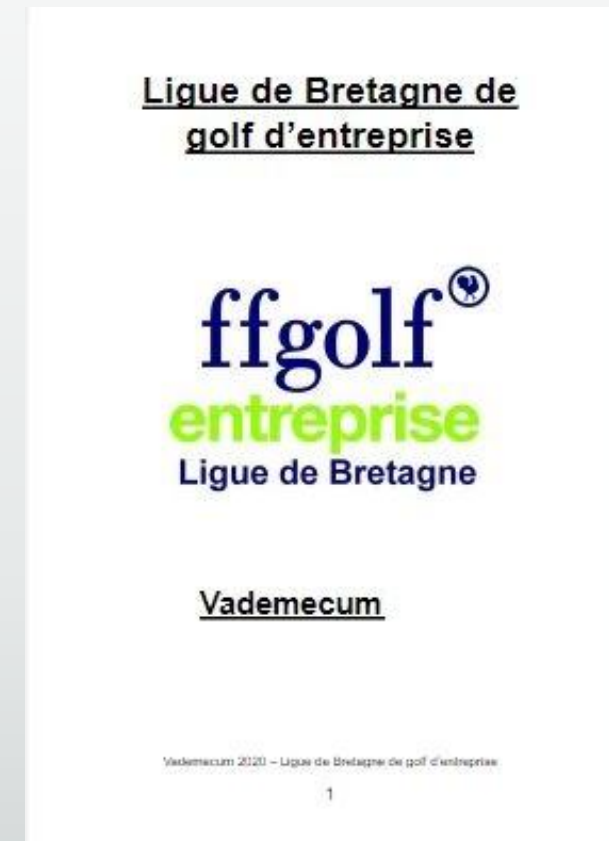 Ligue de Bretagne de
golf d'entreprise
ffgolf
entreprise
Ligue de Bretagne
Vademecum
Vademecum 2020 – Ligue de Bretagne de golf d'entreprise
1